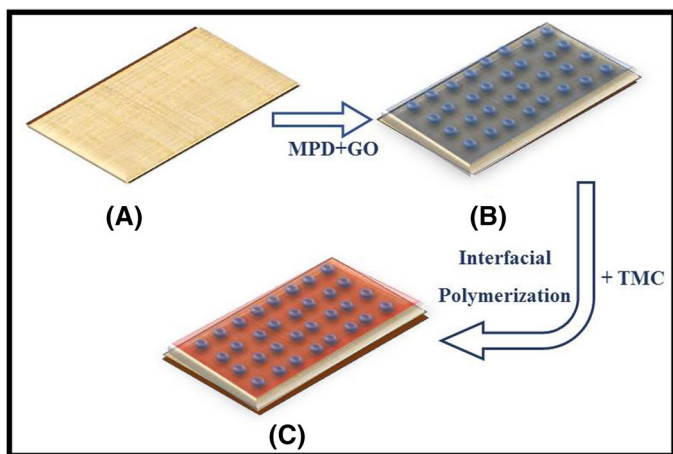 MPD+GO
(A)
(B)
Interfacial
Polymerization
+ TMC
(C)